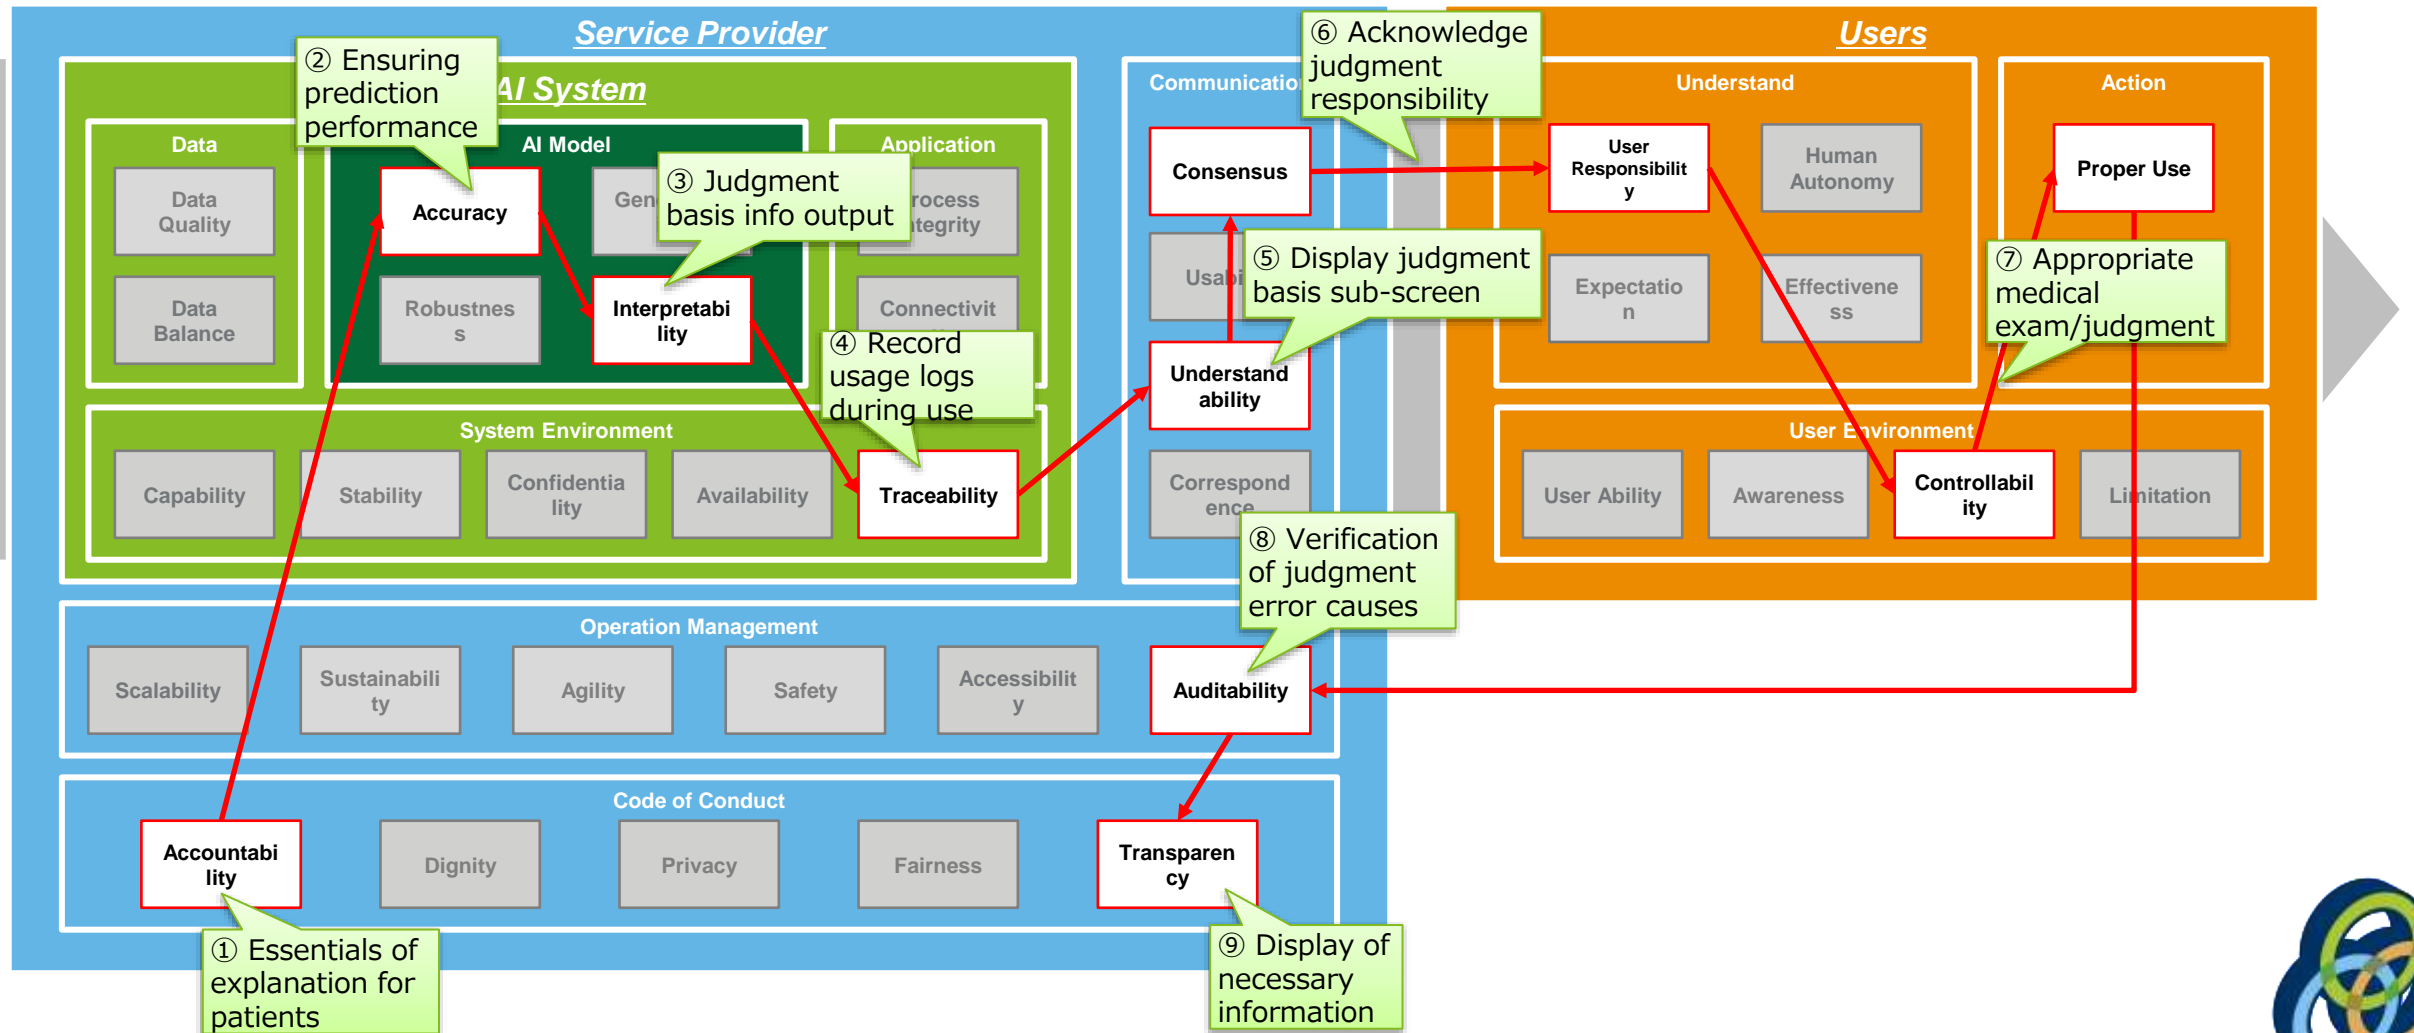 Service Provider
Users
② Ensuring
prediction
performance
AI System
⑥ Acknowledge
judgment
responsibility
Communication
Understand
Action
Data
AI Model
Application
Data
Quality
Accuracy
③ Judgment
basis info output
Consensus
User
Responsibilit
y
Human
Autonomy
Proper Use
Data
Balance
Robustnes
s
Interpretabi
lity
Connectivit
⑤ Display judgment
basis sub-screen
Expectatio
n
Effectivene
ss
⑦ Appropriate
medical
exam/judgment
④ Record
usage logs
during use
Understand
ability
System Environment
User Environment
Capability
Stability
Confidentia
lity
Availability
Traceability
Correspond
ence
User Ability
Awareness
Controllabil
ity
Limitation
⑧ Verification
of judgment
error causes
Operation Management
Scalability
Sustainabili
ty
Agility
Safety
Accessibilit
y
Auditability
Code of Conduct
Accountabi
lity
Dignity
Privacy
Fairness
Transparen
cy
① Essentials of
explanation for
patients
⑨ Display of
necessary
information